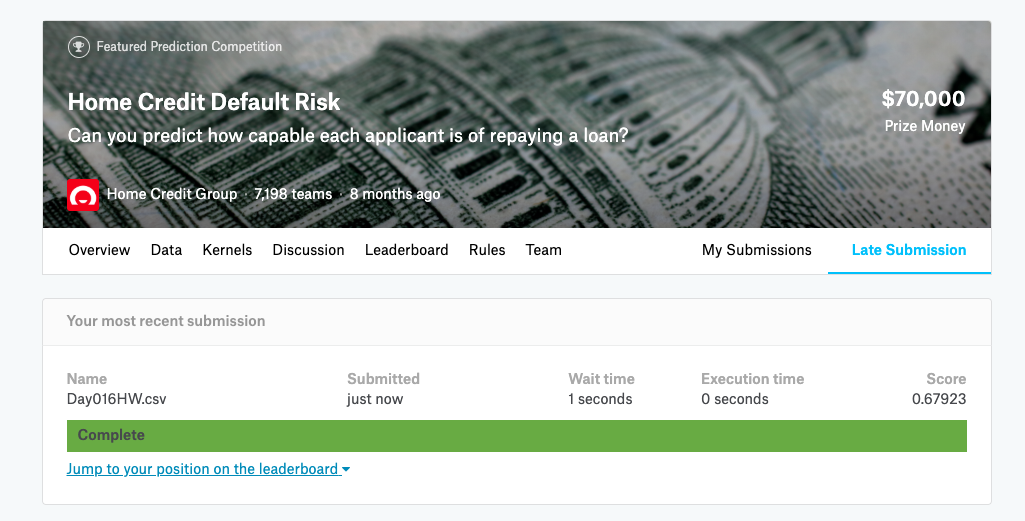 Featured Prediction Competition
Home Credit Default Risk
$70,000
Can you predict how capable each applicant is of repaying a loan?
Prize Money
Home Credit Group · 7,198 teams · 8 months ago
Overview Data Kernels Discussion Leaderboard Rules Team My Submissions Late Submission
Your most recent submission
Name Submitted Wait time Execution time Score
Day016HW.csv just now 1 seconds 0 seconds 0.67923
Complete
Jump to your position on the leaderboard